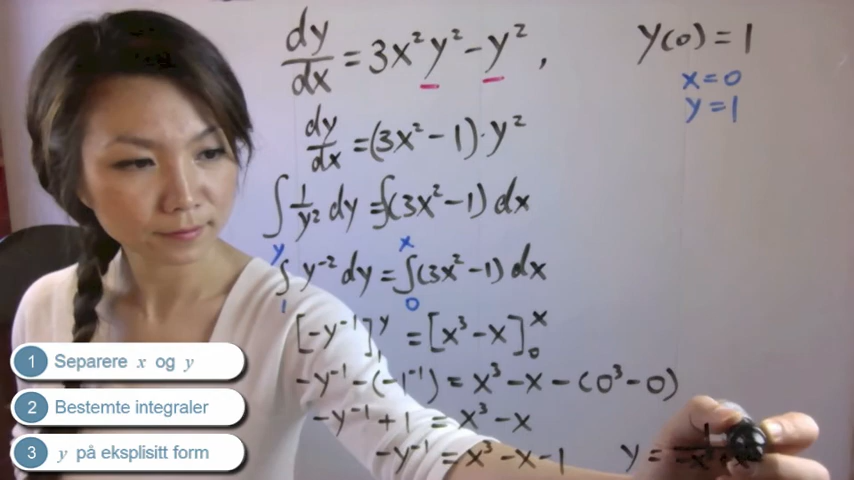 dy/dx = 3x²y² − y² ,
y(0) = 1
x = 0
y = 1
dy/dx = (3x² − 1)·y²
∫ 1/y² dy = ∫(3x² − 1) dx
∫₁ʸ y⁻² dy = ∫₀ˣ (3x² − 1) dx
[−y⁻¹]₁ʸ = [x³ − x]₀ˣ
−y⁻¹ − (−1⁻¹) = x³ − x − (0³ − 0)
−y⁻¹ + 1 = x³ − x
−y⁻¹ = x³ − x − 1
y =
1 Separere x og y
2 Bestemte integraler
3 y på eksplisitt form